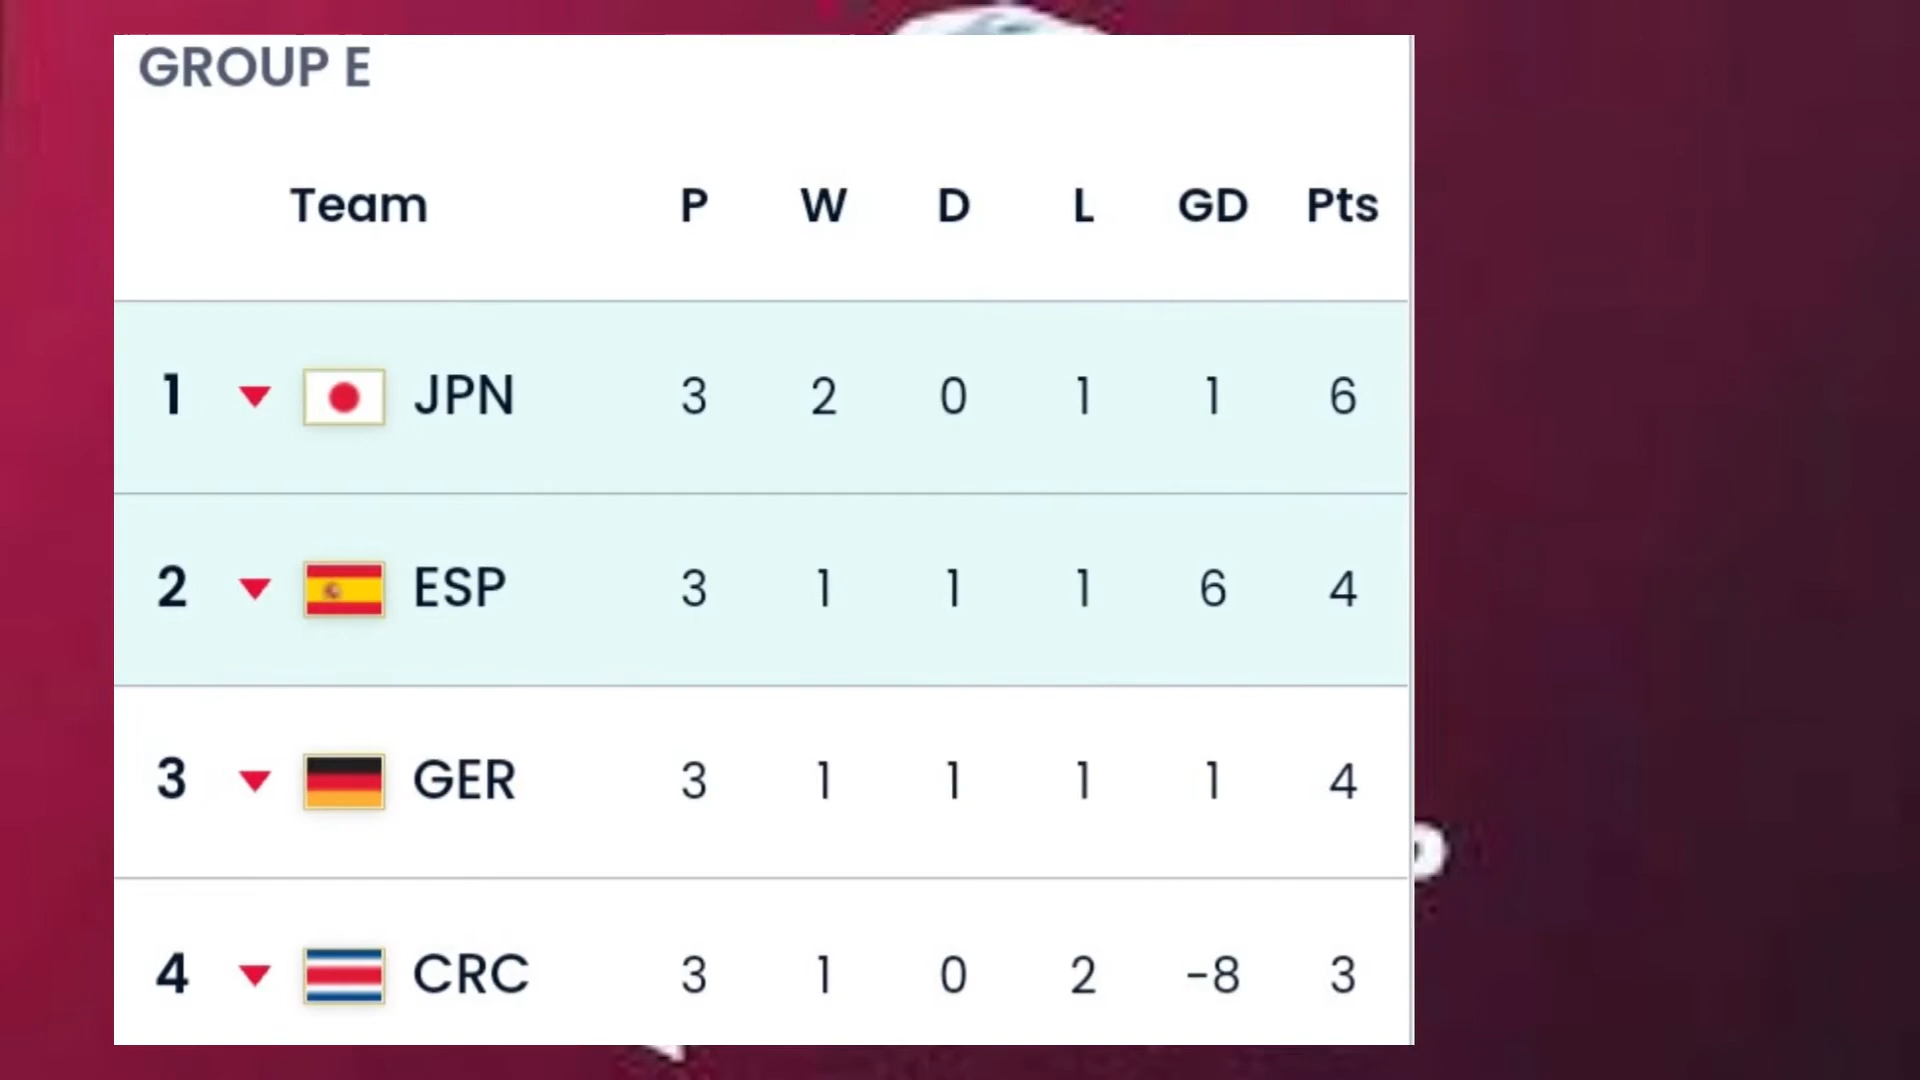 GROUP E
Team P W D L GD Pts
1 JPN 3 2 0 1 1 6
2 ESP 3 1 1 1 6 4
3 GER 3 1 1 1 1 4
4 CRC 3 1 0 2 -8 3